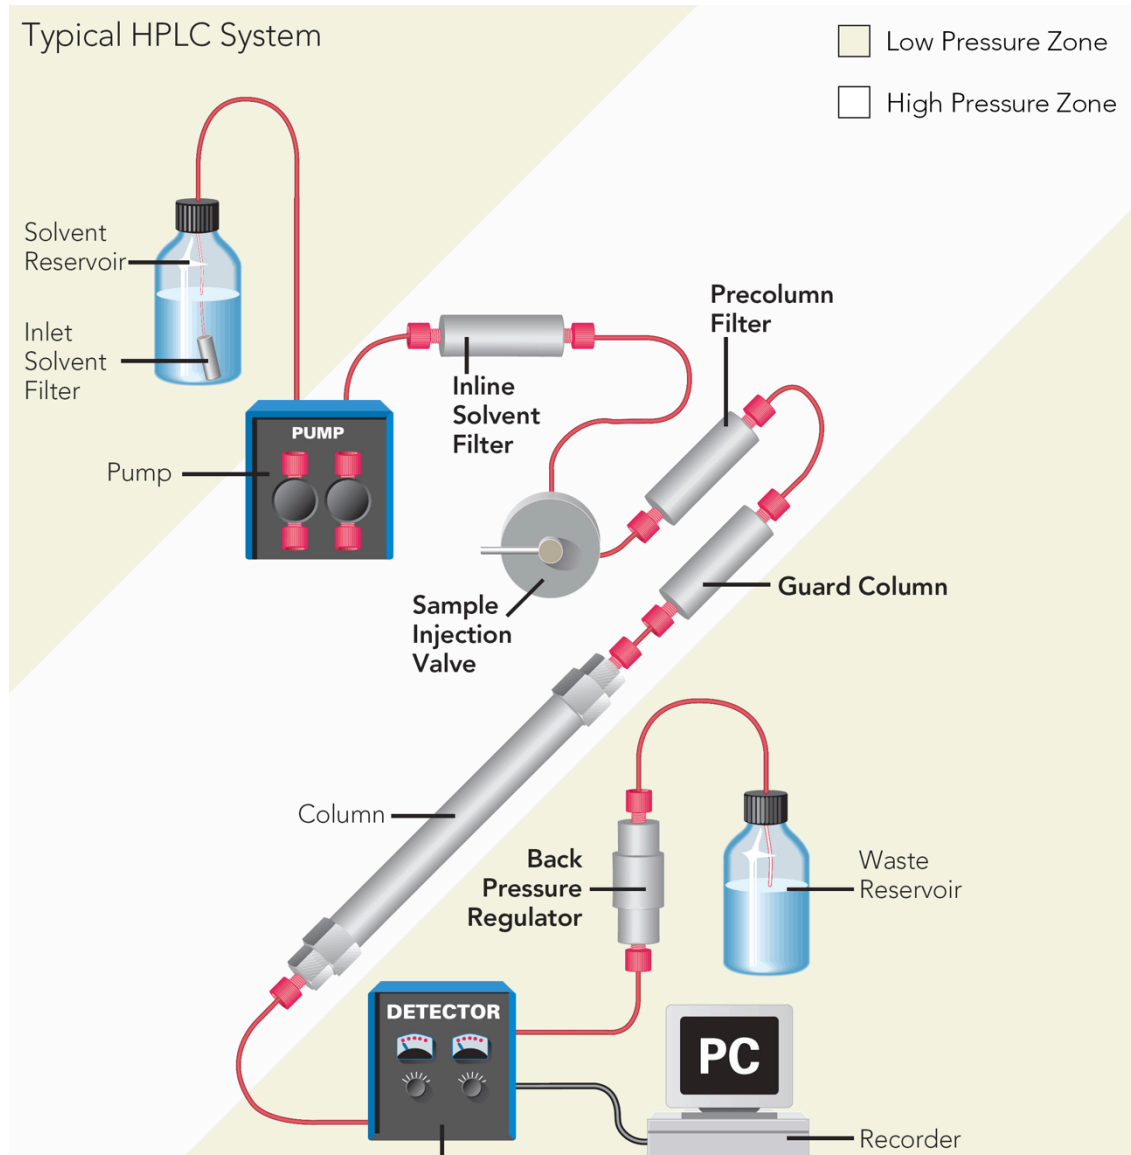 Typical HPLC System
Low Pressure Zone
High Pressure Zone
Solvent
Reservoir
Inlet
Solvent
Filter
Precolumn
Filter
Inline
Solvent
Filter
PUMP
Pump
Sample
Injection
Valve
Guard Column
Column
Back
Pressure
Regulator
Waste
Reservoir
DETECTOR
PC
Recorder